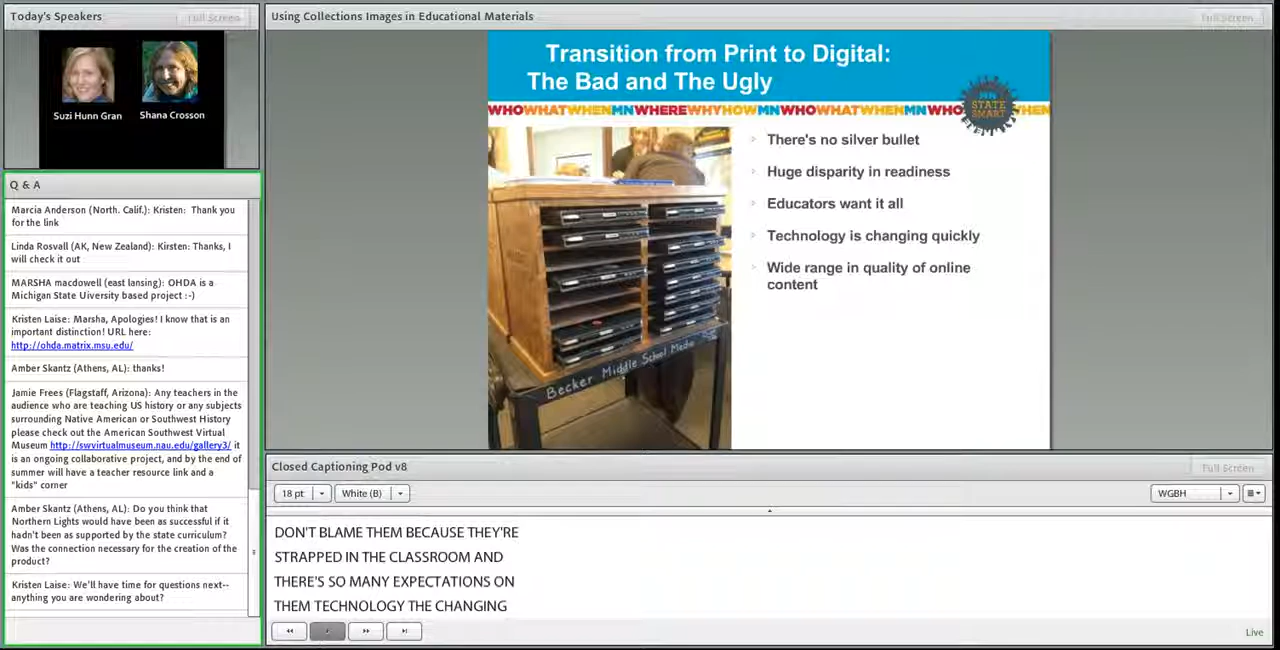 Today's Speakers
Full Screen
Suzi Hunn Gran
Shana Crosson
Q & A
Marcia Anderson (North. Calif.): Kristen: Thank you
for the link
Linda Rosvall (AK, New Zealand): Kirsten: Thanks, I
will check it out
MARSHA macdowell (east lansing): OHDA is a
Michigan State Uiversity based project :-)
Kristen Laise: Marsha, Apologies! I know that is an
important distinction! URL here:
http://ohda.matrix.msu.edu/
Amber Skantz (Athens, AL): thanks!
Jamie Frees (Flagstaff, Arizona): Any teachers in the
audience who are teaching US history or any subjects
surrounding Native American or Southwest History
please check out the American Southwest Virtual
Museum http://swvirtualmuseum.nau.edu/gallery3/ it
is an ongoing collaborative project, and by the end of
summer will have a teacher resource link and a
"kids" corner
Amber Skantz (Athens, AL): Do you think that
Northern Lights would have been as successful if it
hadn't been as supported by the state curriculum?
Was the connection necessary for the creation of the
product?
Kristen Laise: We'll have time for questions next--
anything you are wondering about?
Using Collections Images in Educational Materials
Full Screen
Transition from Print to Digital:
The Bad and The Ugly
WHOWHATWHENMNWHEREWHYHOWMNWHOWHATWHENMNWHO
THEN
MN
STATE
SMART
There's no silver bullet
Huge disparity in readiness
Educators want it all
Technology is changing quickly
Wide range in quality of online
content
Becker Middle School Media
Closed Captioning Pod v8
Full Screen
18 pt
White (B)
WGBH
DON'T BLAME THEM BECAUSE THEY'RE
STRAPPED IN THE CLASSROOM AND
THERE'S SO MANY EXPECTATIONS ON
THEM TECHNOLOGY THE CHANGING
Live